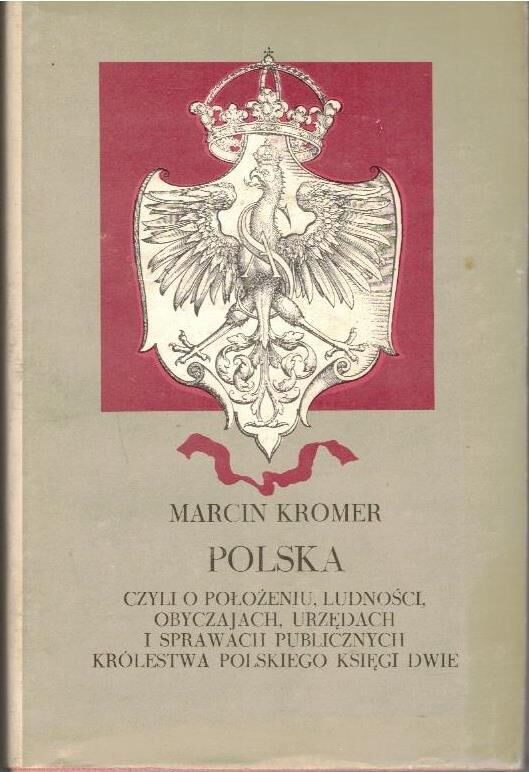 MARCIN KROMER
POLSKA
CZYLI O POŁOŻENIU, LUDNOŚCI,
OBYCZAJACH, URZĘDACH
I SPRAWACH PUBLICZNYCH
KRÓLESTWA POLSKIEGO KSIĘGI DWIE